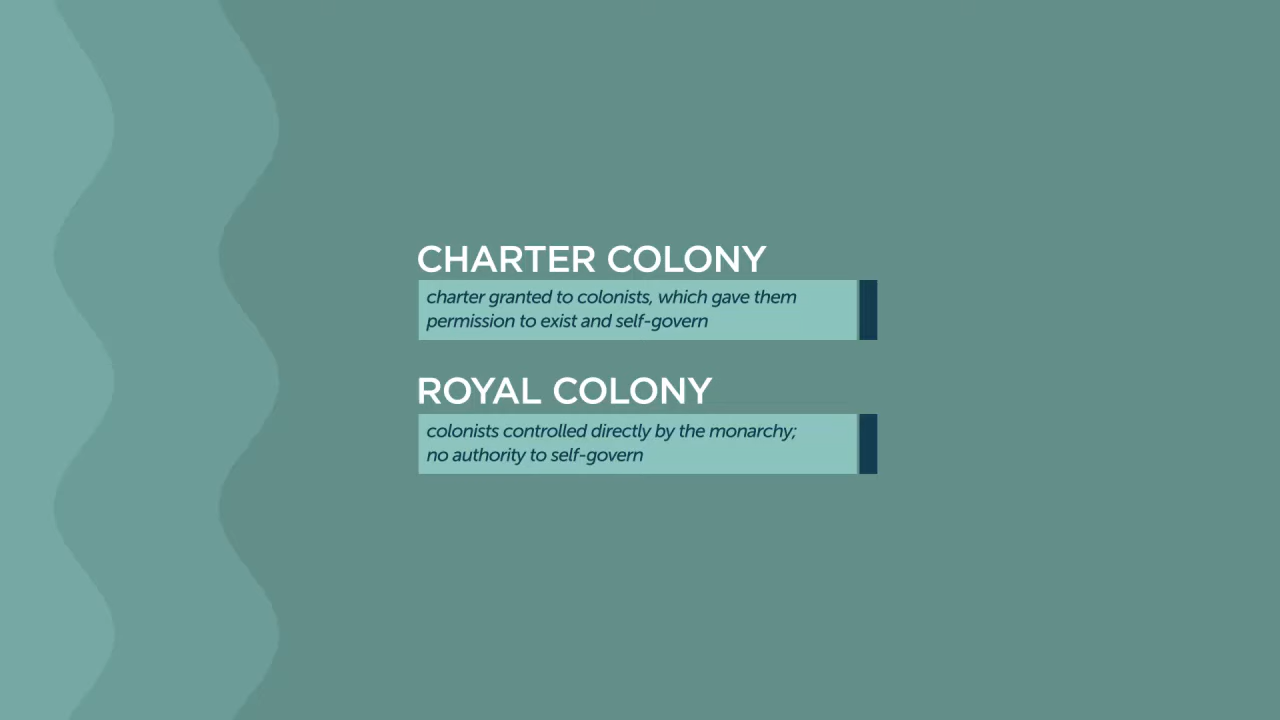 CHARTER COLONY
charter granted to colonists, which gave them
permission to exist and self-govern
ROYAL COLONY
colonists controlled directly by the monarchy;
no authority to self-govern